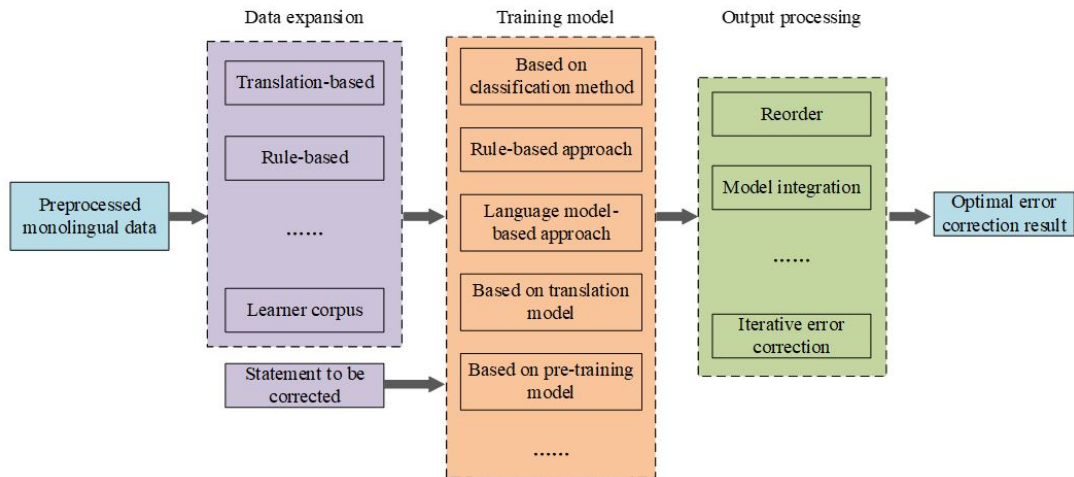 Data expansion
Training model
Output processing
Translation-based
Rule-based
......
Learner corpus
Preprocessed
monolingual data
Statement to be
corrected
Based on
classification method
Rule-based approach
Language model-
based approach
Based on translation
model
Based on pre-training
model
......
Reorder
Model integration
......
Iterative error
correction
Optimal error
correction result